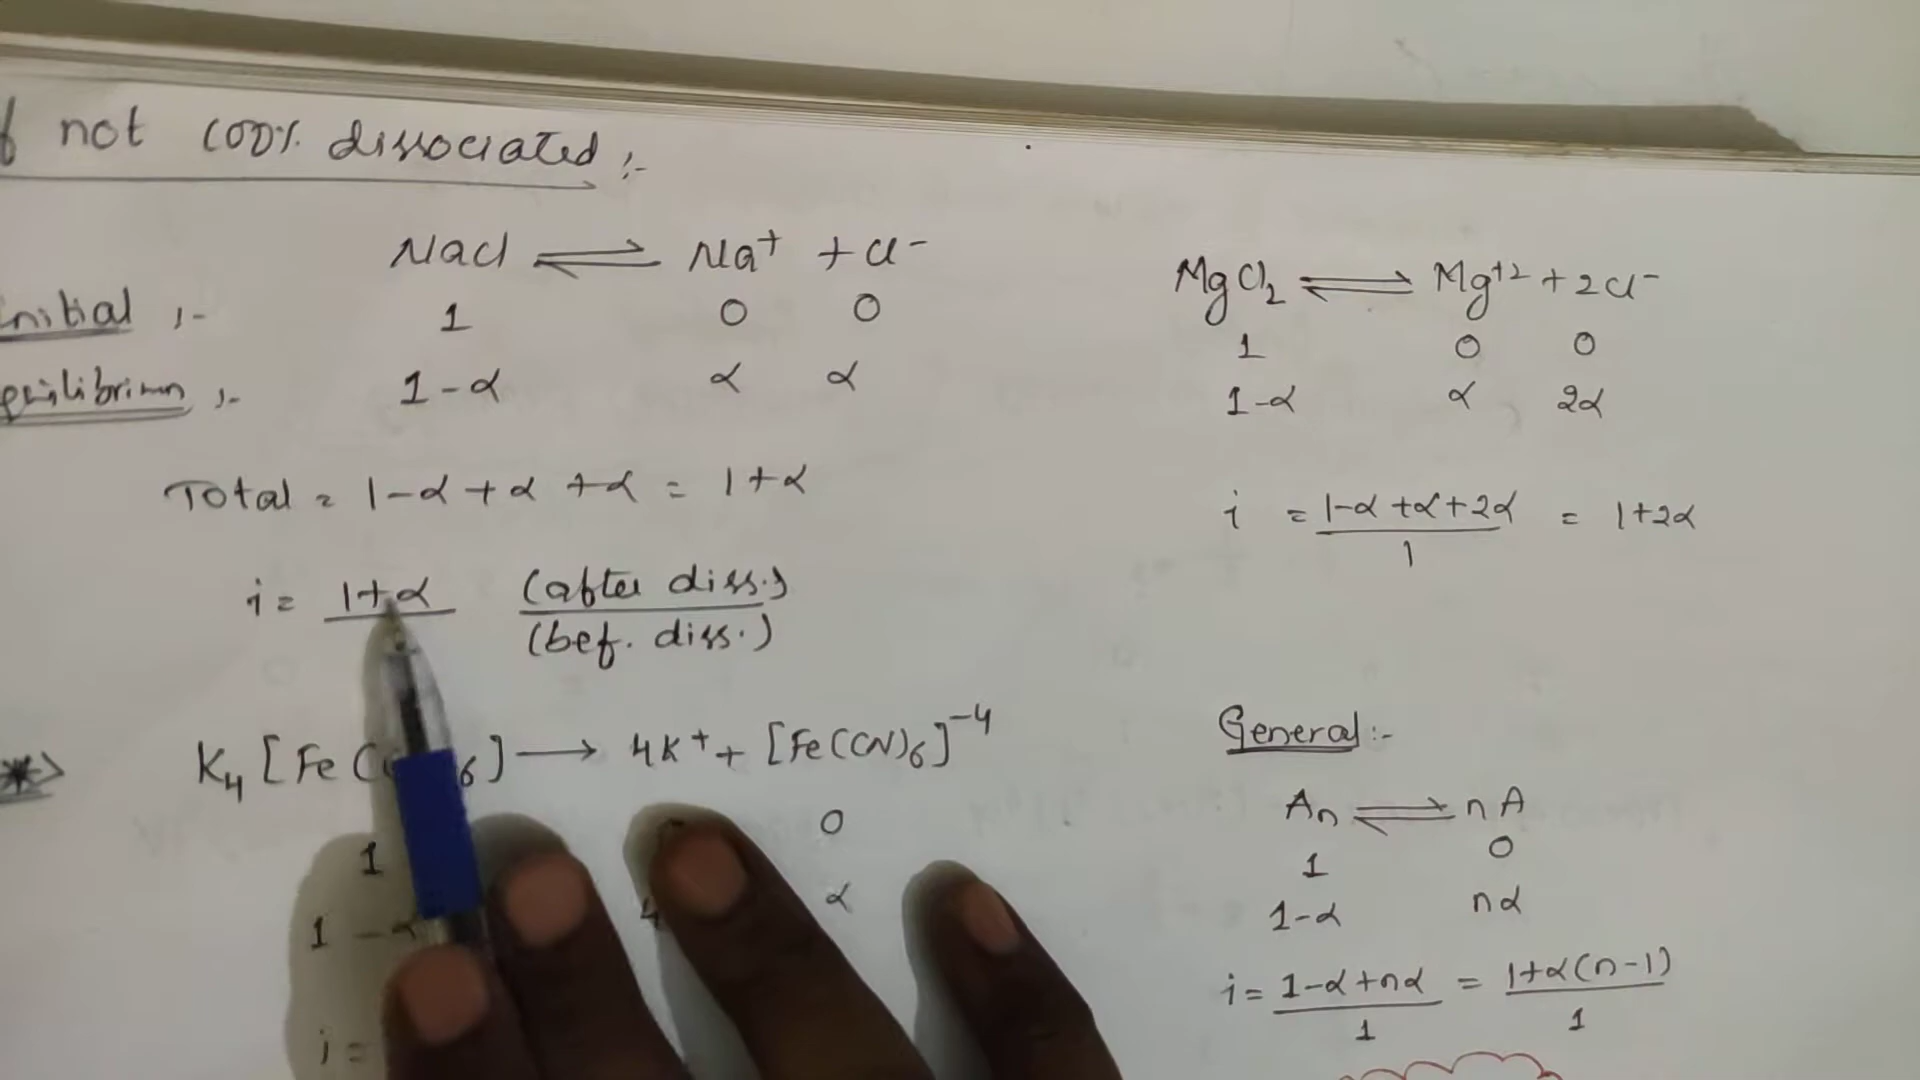 not 100% dissociated :-
NaCl ⇌ Na⁺ + Cl⁻
initial :- 1 0 0
equilibrium :- 1-α α α
Total = 1-α + α + α = 1+α
i = 1+α (after diss.)
(bef. diss.)
K₄[Fe(C 6] → 4K⁺ + [Fe(CN)₆]⁻⁴
1 0
1-α 4 α
i =
MgCl₂ ⇌ Mg⁺² + 2Cl⁻
1 0 0
1-α α 2α
i = 1-α+α+2α = 1+2α
1
General :-
Aₙ ⇌ nA
1 0
1-α nα
i = 1-α+nα = 1+α(n-1)
1 1